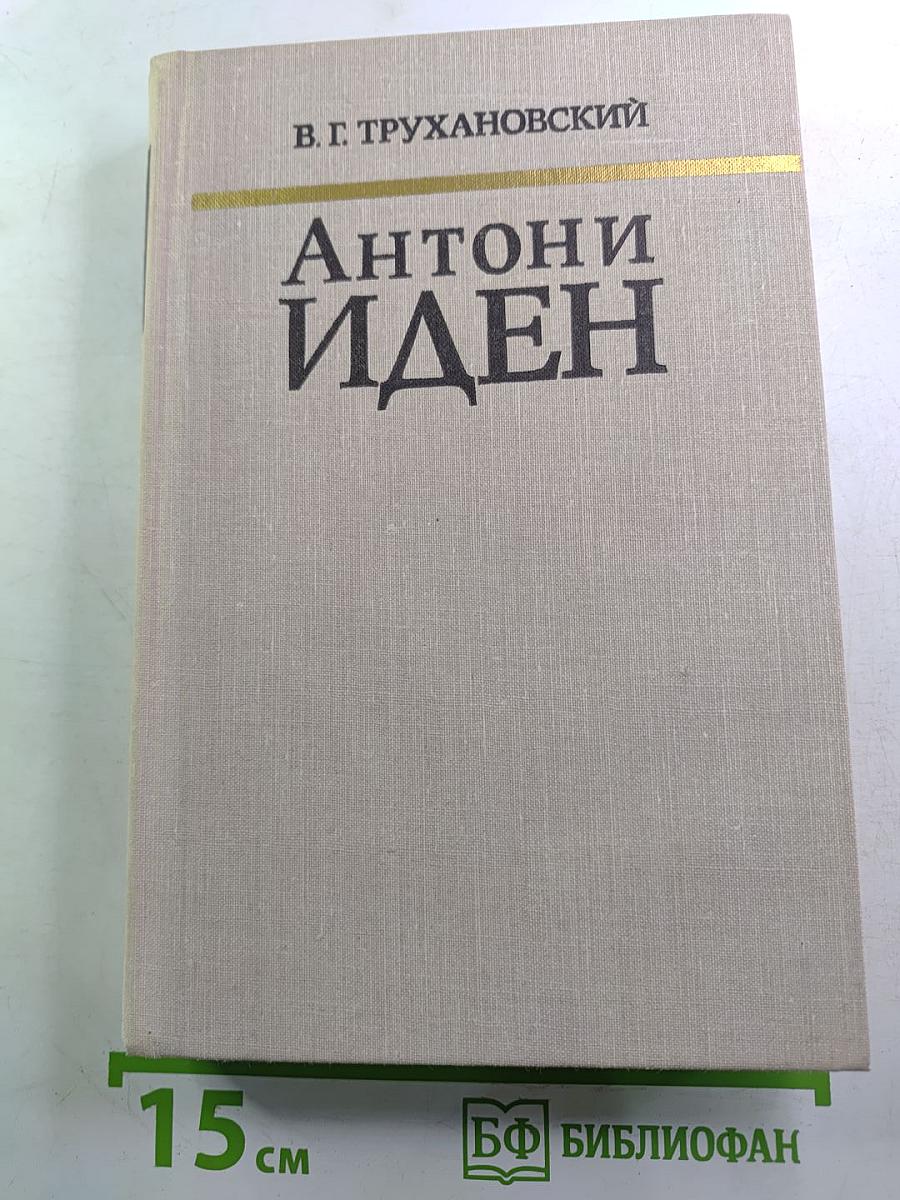 В. Г. ТРУХАНОВСКИЙ
АНТОНИ
ИДЕН
15 см
БФ БИБЛИОФАН